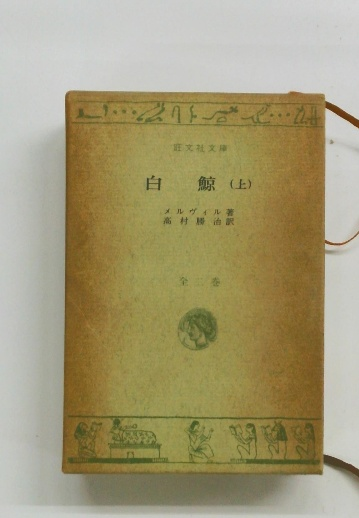 旺文社文庫
白鯨（上）
メルヴィル著
高村勝治訳
全二巻